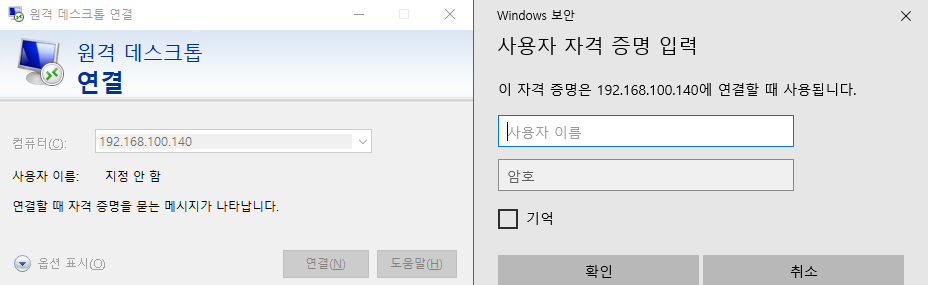 원격 데스크톱 연결
원격 데스크톱
연결
컴퓨터(C):
192.168.100.140
사용자 이름:
지정 안 함
연결할 때 자격 증명을 묻는 메시지가 나타납니다.
옵션 표시(O)
연결(N)
도움말(H)
Windows 보안
사용자 자격 증명 입력
이 자격 증명은 192.168.100.140에 연결할 때 사용됩니다.
사용자 이름
암호
기억
확인
취소